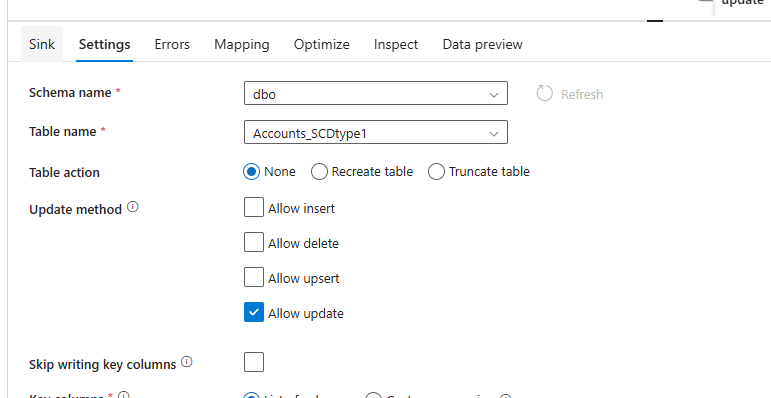 update
Sink Settings Errors Mapping Optimize Inspect Data preview
Schema name * dbo Refresh
Table name * Accounts_SCDtype1
Table action None Recreate table Truncate table
Update method Allow insert
Allow delete
Allow upsert
Allow update
Skip writing key columns
Key columns *